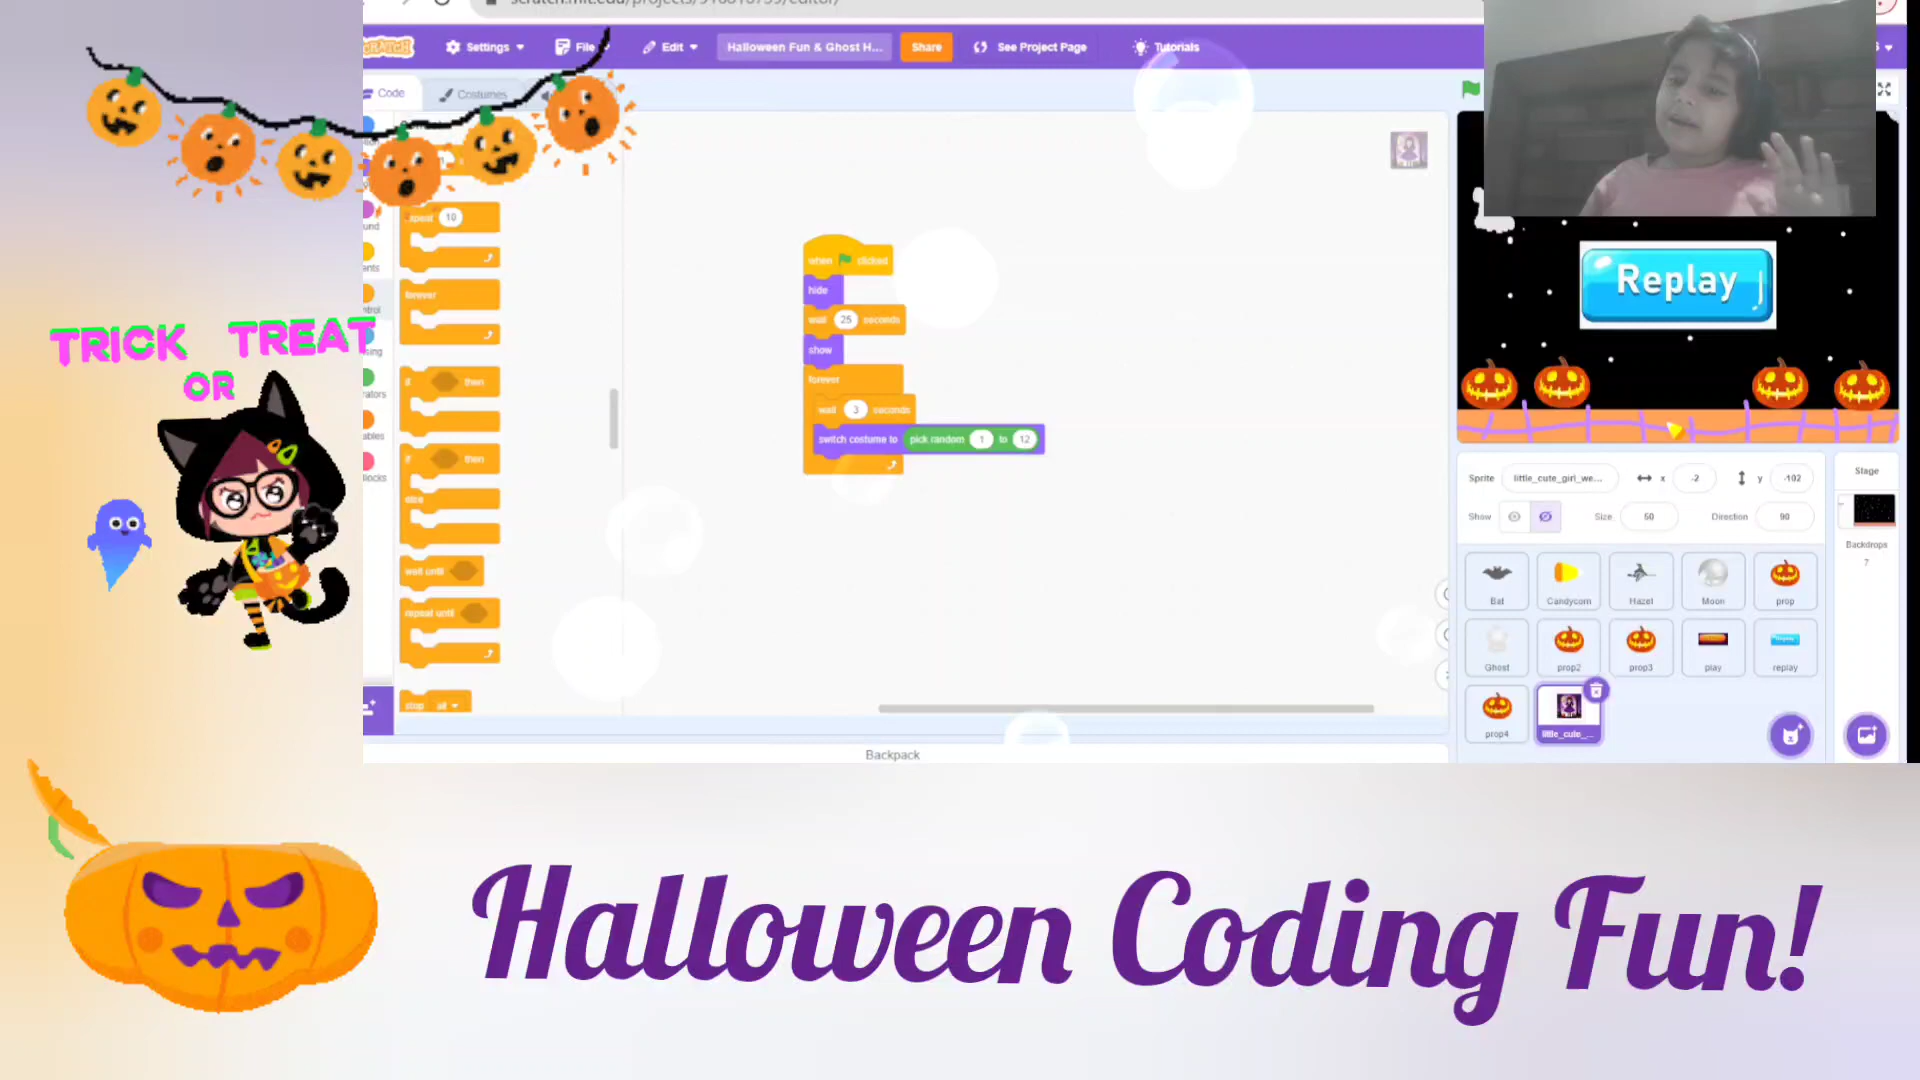 Settings
File
Edit
Halloween Fun & Ghost H...
Share
See Project Page
Tutorials
Code
Costumes
repeat 10
forever
if then
if then
else
wait until
repeat until
stop all
when clicked
hide
wait 25 seconds
show
forever
wait 3 seconds
switch costume to pick random 1 to 12
Replay
Sprite little_cute_girl_we... x -2 y -102
Show Size 50 Direction 90
Stage
Backdrops
7
Bat Candycorn Hazel Moon prop
Ghost prop2 prop3 play replay
prop4 little_cute_...
Backpack
TRICK TREAT
OR
Halloween Coding Fun!